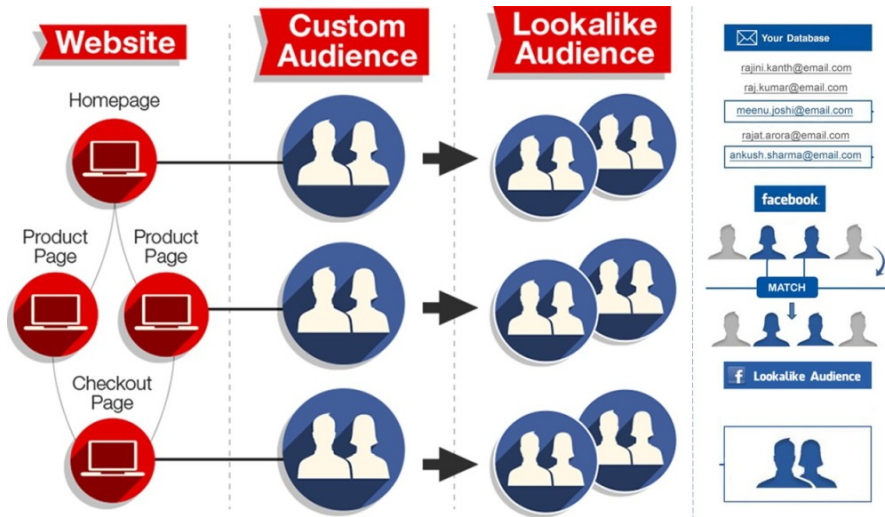 Website
Custom
Audience
Lookalike
Audience
Homepage
Product
Page
Product
Page
Checkout
Page
Your Database
rajini.kanth@email.com
raj.kumar@email.com
meenu.joshi@email.com
rajat.arora@email.com
ankush.sharma@email.com
facebook
MATCH
f Lookalike Audience